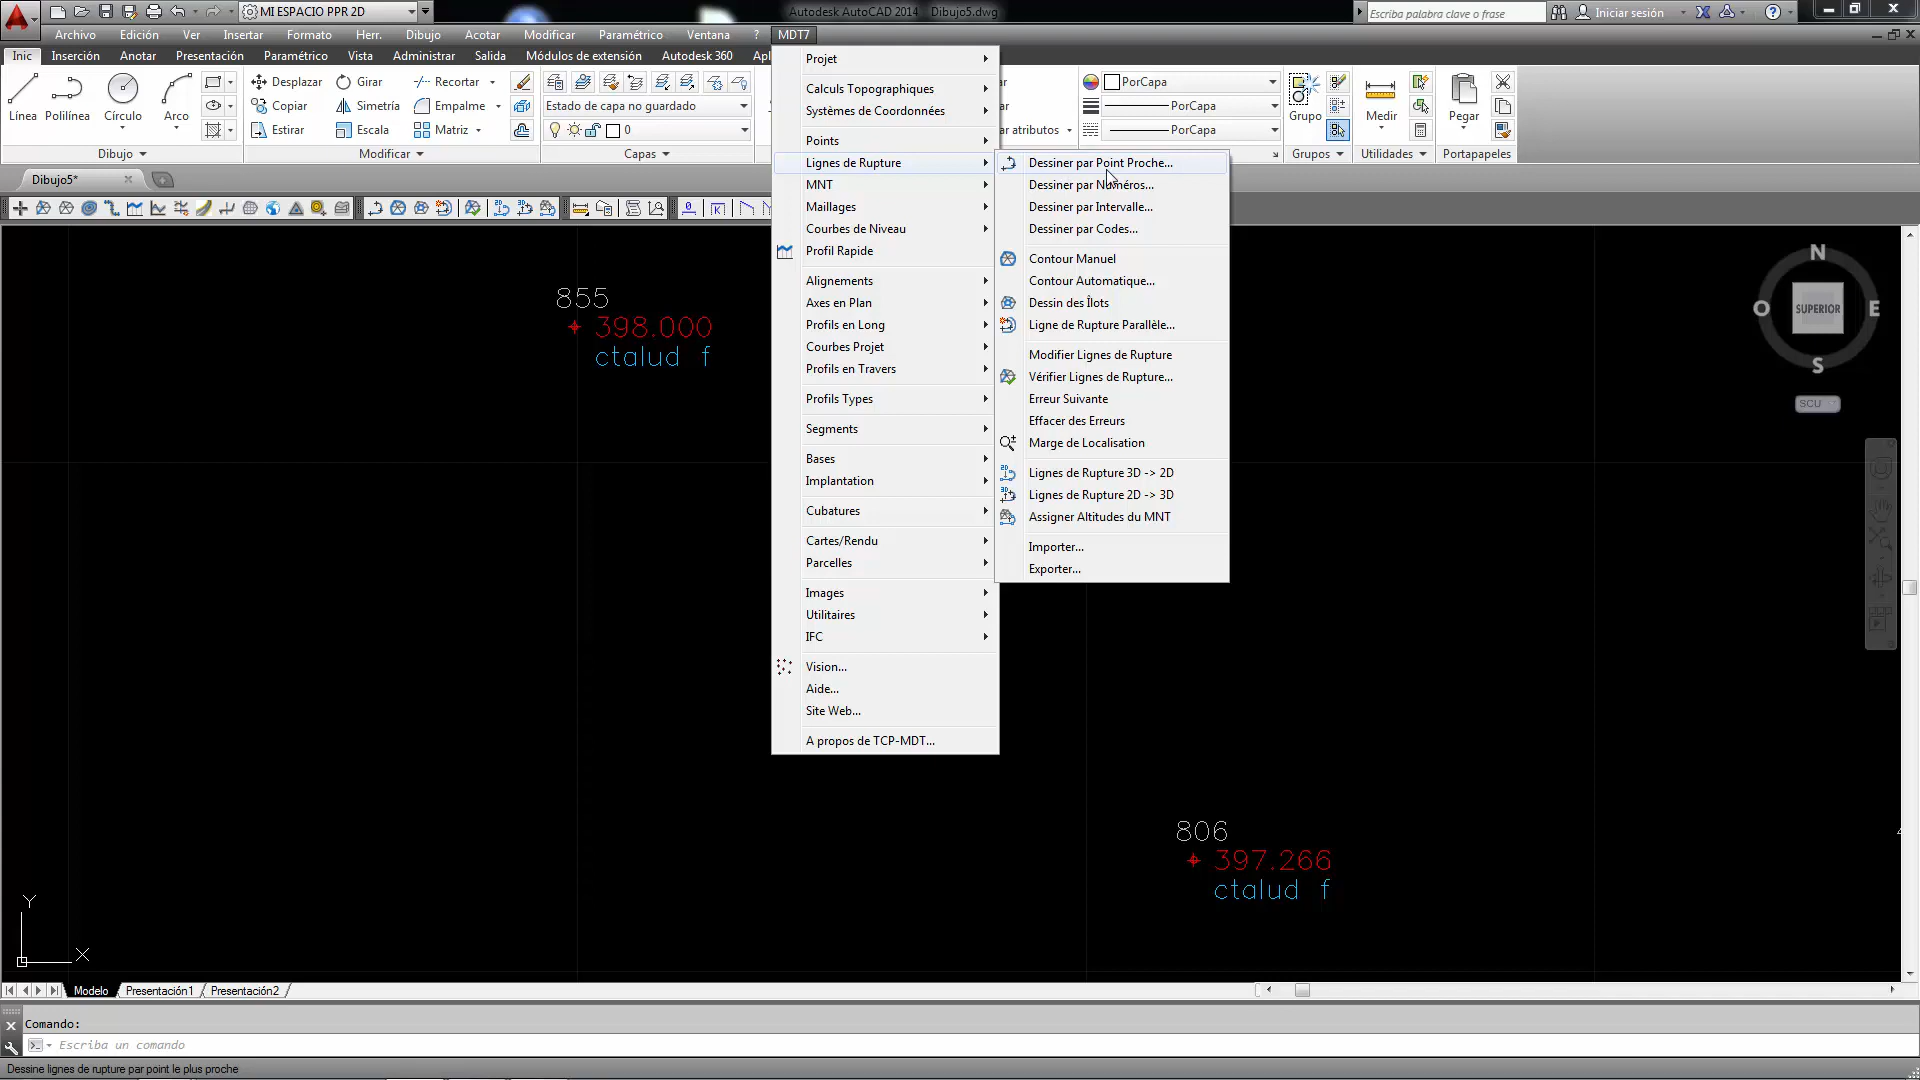 MI ESPACIO PPR 2D
Autodesk AutoCAD 2014 Dibujo5.dwg
Escriba palabra clave o frase
Iniciar sesión
Archivo Edición Ver Insertar Formato Herr. Dibujo Acotar Modificar Paramétrico Ventana ? MDT7
Inic Inserción Anotar Presentación Paramétrico Vista Administrar Salida Módulos de extensión Autodesk 360
Línea Polilínea Círculo Arco
Desplazar Girar Recortar
Copiar Simetría Empalme
Estirar Escala Matriz
Estado de capa no guardado
0
PorCapa
PorCapa
PorCapa
Grupo Medir Pegar
Dibujo Modificar Capas Grupos Utilidades Portapapeles
Dibujo5*
Projet
Calculs Topographiques
Systèmes de Coordonnées
Points
Lignes de Rupture
MNT
Maillages
Courbes de Niveau
Profil Rapide
Alignements
Axes en Plan
Profils en Long
Courbes Projet
Profils en Travers
Profils Types
Segments
Bases
Implantation
Cubatures
Cartes/Rendu
Parcelles
Images
Utilitaires
IFC
Vision...
Aide...
Site Web...
A propos de TCP-MDT...
Dessiner par Point Proche...
Dessiner par Numéros...
Dessiner par Intervalle...
Dessiner par Codes...
Contour Manuel
Contour Automatique...
Dessin des Îlots
Ligne de Rupture Parallèle...
Modifier Lignes de Rupture
Vérifier Lignes de Rupture...
Erreur Suivante
Effacer des Erreurs
Marge de Localisation
Lignes de Rupture 3D -> 2D
Lignes de Rupture 2D -> 3D
Assigner Altitudes du MNT
Importer...
Exporter...
855
398.000
ctalud f
N
O SUPERIOR E
S
SCU
806
397.266
ctalud f
Y
X
Modelo Presentación1 Presentación2
Comando:
Escriba un comando
Dessine lignes de rupture par point le plus proche